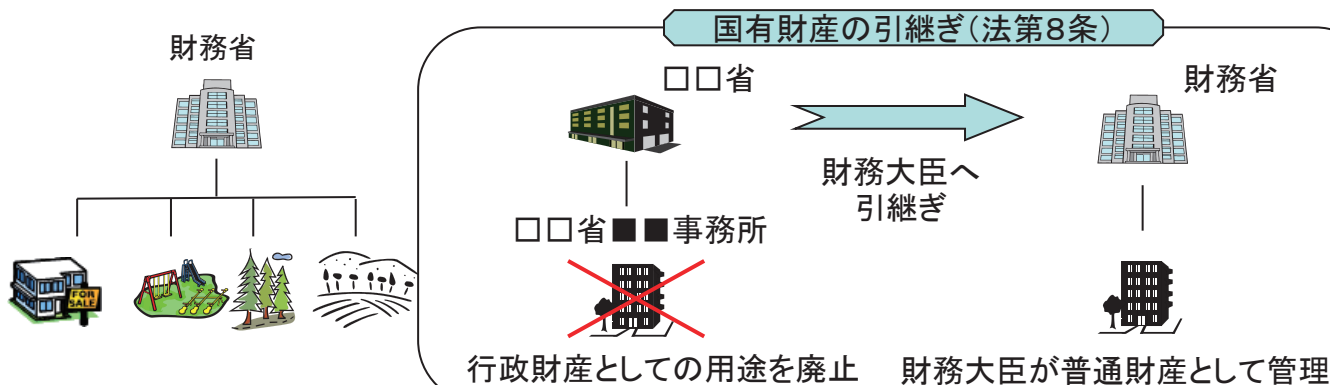 財務省
FOR
SALE
国有財産の引継ぎ(法第8条)
□□省
財務大臣へ
引継ぎ
財務省
□□省■■事務所
行政財産としての用途を廃止
財務大臣が普通財産として管理